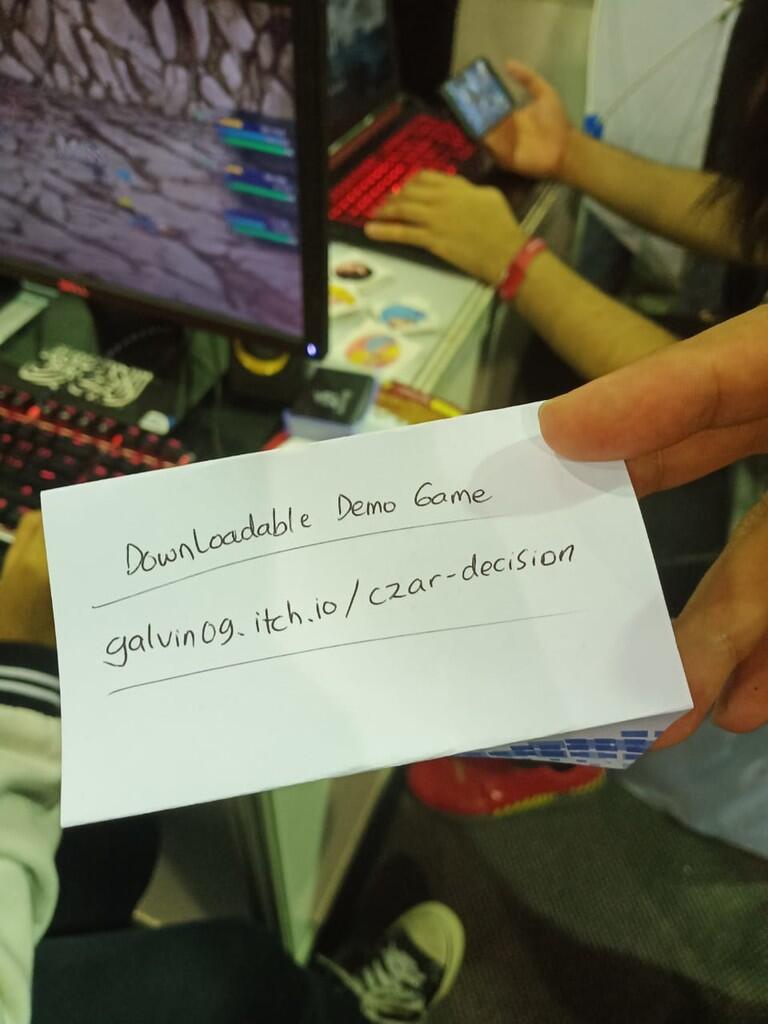 Downloadable Demo Game
galvin09.itch.io/czar-decision